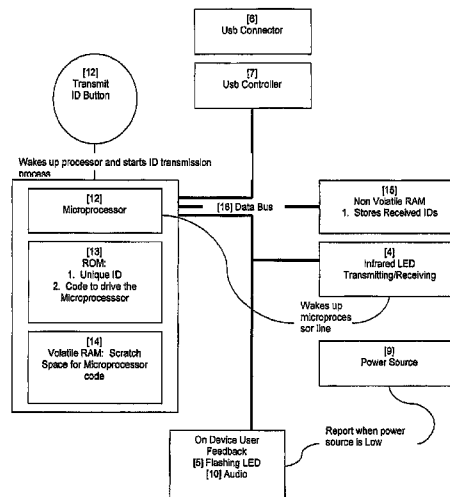 [6]
Usb Connector
[7]
Usb Controller
[12]
Transmit
ID Button
Wakes up processor and starts ID transmission
process
[12]
Microprocessor
[16] Data Bus
[15]
Non Volatile RAM
1. Stores Received IDs
[13]
ROM:
1. Unique ID
2. Code to drive the
Microprocesssor
[4]
Infrared LED
Transmitting/Receiving
Wakes up
microproces
sor line
[14]
Volatile RAM: Scratch
Space for Microprocessor
code
[9]
Power Source
Report when power
source is Low
On Device User
Feedback
[5] Flashing LED
[10] Audio